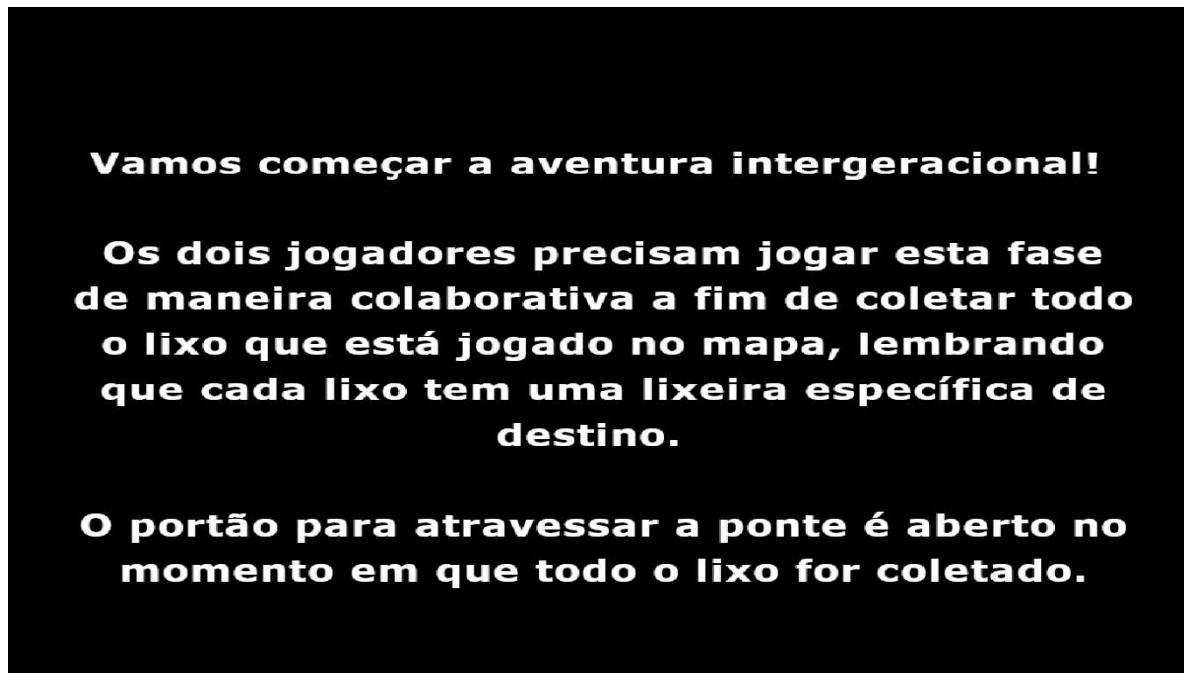 Vamos começar a aventura intergeracional!
Os dois jogadores precisam jogar esta fase
de maneira colaborativa a fim de coletar todo
o lixo que está jogado no mapa, lembrando
que cada lixo tem uma lixeira específica de
destino.
O portão para atravessar a ponte é aberto no
momento em que todo o lixo for coletado.